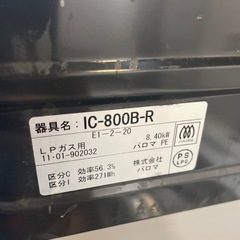 器具名：IC-800B-R
E1-2-20
8.40kW
LPガス用
パロマ PE
11.01-902032
区分C 効率56.3%
株式会社
区分I 効率271Wh
パロマ
PS
LPG